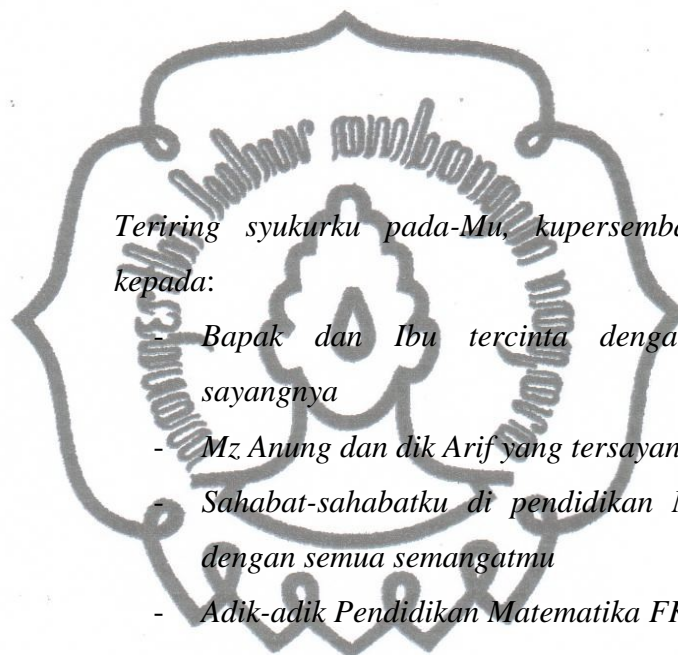 Teriring syukurku pada-Mu, kupersemba
kepada:
- Bapak dan Ibu tercinta denga
sayangnya
- Mz Anung dan dik Arif yang tersayan
- Sahabat-sahabatku di pendidikan
dengan semua semangatmu
- Adik-adik Pendidikan Matematika